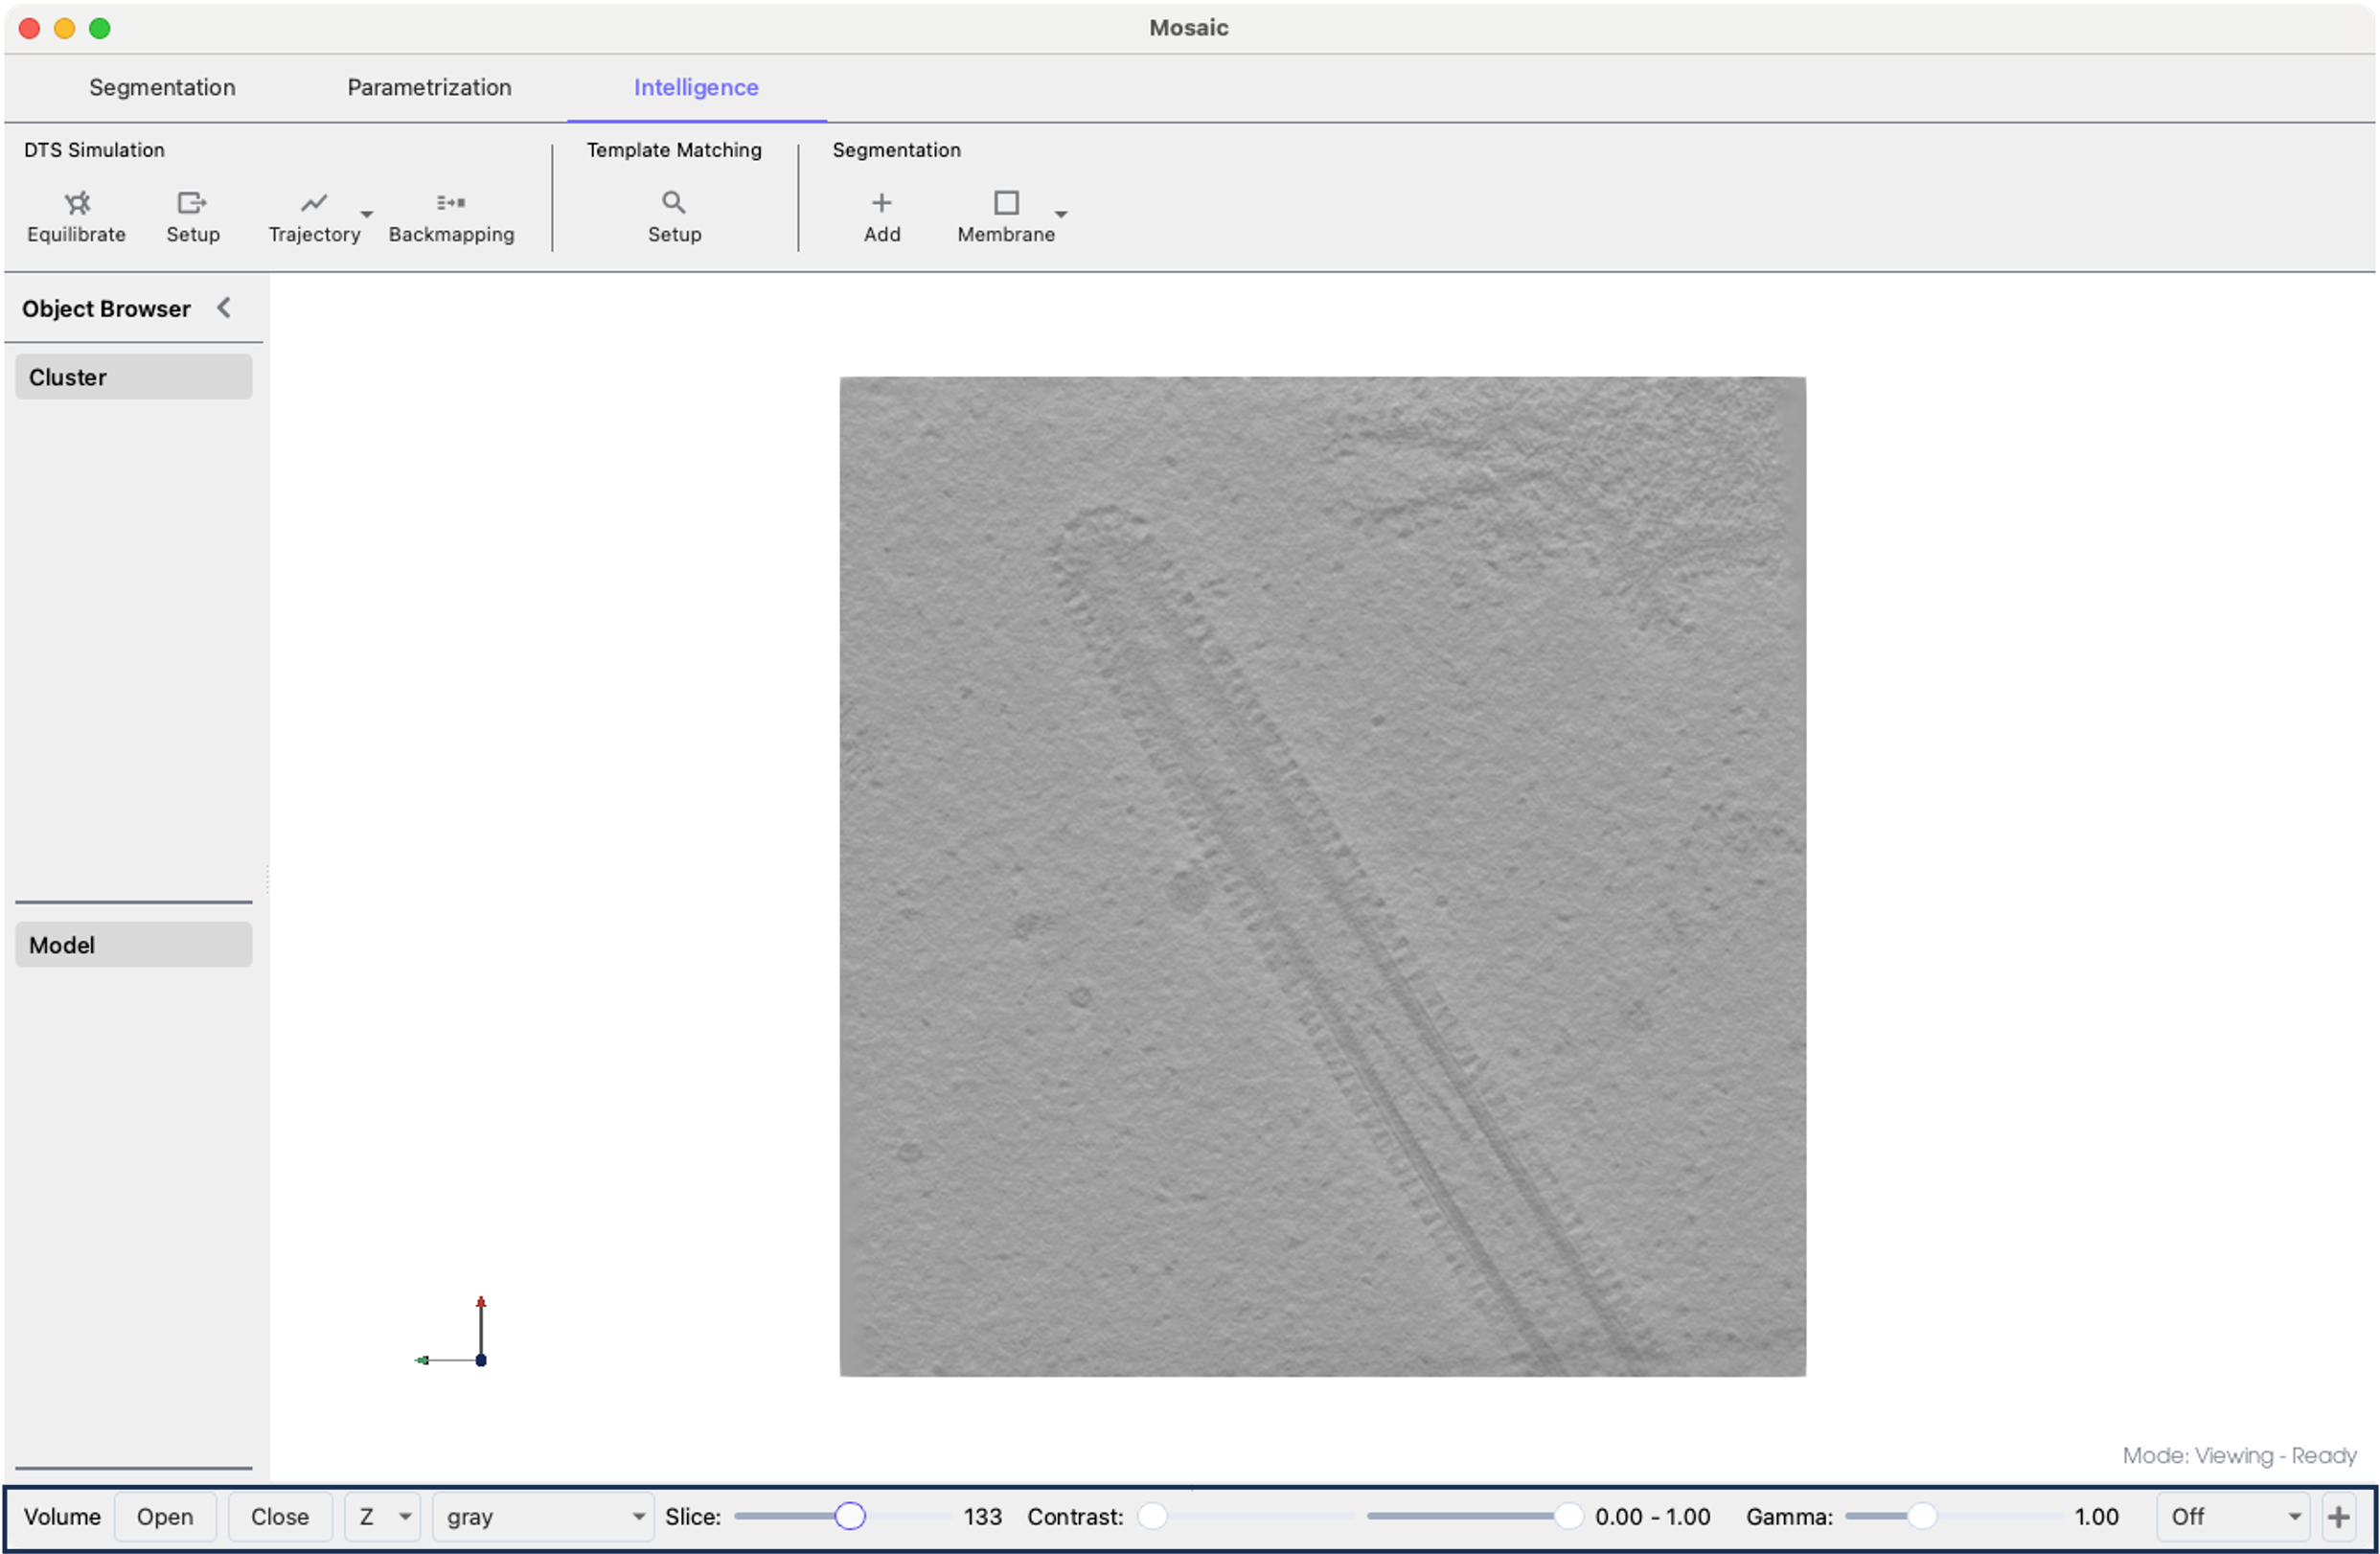 Mosaic
Segmentation Parametrization Intelligence
DTS Simulation Template Matching Segmentation
Equilibrate Setup Trajectory Backmapping Setup Add Membrane
Object Browser
Cluster
Model
Mode: Viewing - Ready
Volume Open Close Z gray Slice: 133 Contrast: 0.00 - 1.00 Gamma: 1.00 Off